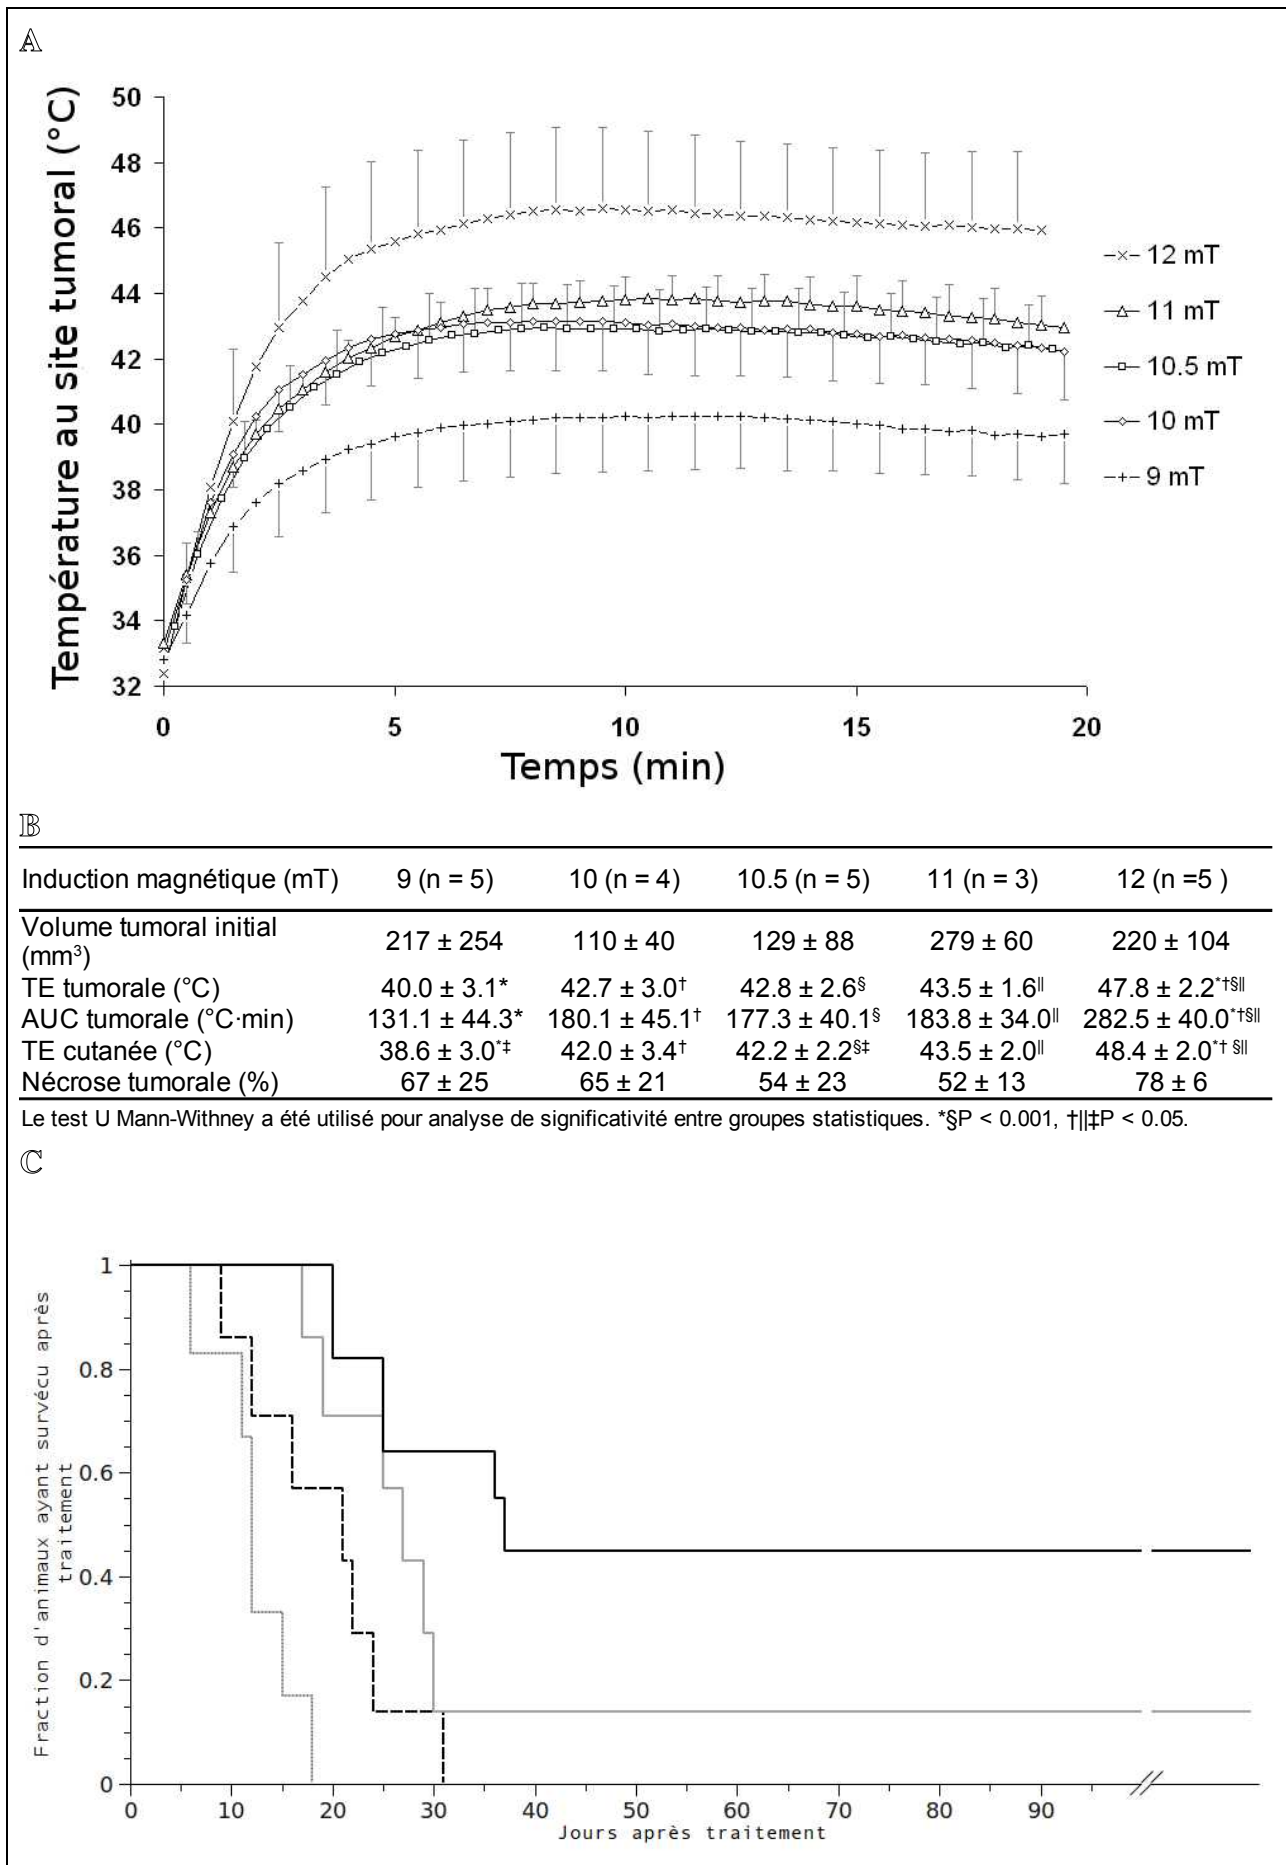 A
Température au site tumoral (°C)
50
48
46
44
42
40
38
36
34
32
0
5
10
15
20
Temps (min)
12 mT
11 mT
10.5 mT
10 mT
9 mT
B
Induction magnétique (mT) 9 (n = 5) 10 (n = 4) 10.5 (n = 5) 11 (n = 3) 12 (n =5 )
Volume tumoral initial
(mm³) 217 ± 254 110 ± 40 129 ± 88 279 ± 60 220 ± 104
TE tumorale (°C) 40.0 ± 3.1* 42.7 ± 3.0† 42.8 ± 2.6§ 43.5 ± 1.6|| 47.8 ± 2.2*†§||
AUC tumorale (°C·min) 131.1 ± 44.3* 180.1 ± 45.1† 177.3 ± 40.1§ 183.8 ± 34.0|| 282.5 ± 40.0*†§||
TE cutanée (°C) 38.6 ± 3.0*‡ 42.0 ± 3.4† 42.2 ± 2.2§‡ 43.5 ± 2.0|| 48.4 ± 2.0*† §||
Nécrose tumorale (%) 67 ± 25 65 ± 21 54 ± 23 52 ± 13 78 ± 6
Le test U Mann-Withney a été utilisé pour analyse de significativité entre groupes statistiques. *§P < 0.001, †||‡P < 0.05.
C
Fraction d'animaux ayant survécu après
traitement
1
0.8
0.6
0.4
0.2
0
0
10
20
30
40
50
60
70
80
90
Jours après traitement